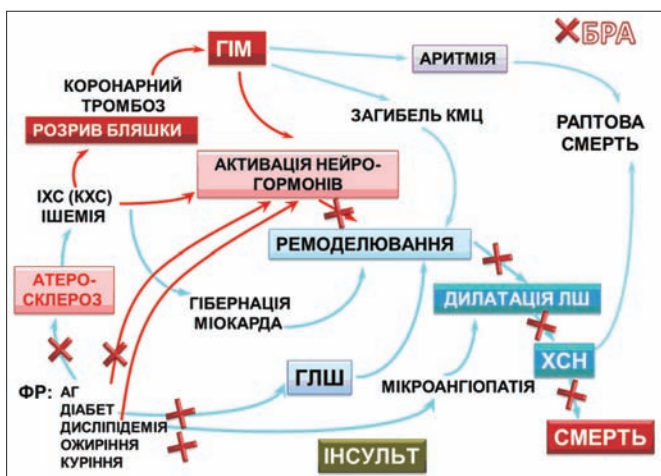 ГІМ
БРА
АРИТМІЯ
КОРОНАРНИЙ
ТРОМБОЗ
РОЗРИВ БЛЯШКИ
ЗАГИБЕЛЬ КМЦ
РАПТОВА
СМЕРТЬ
АКТИВАЦІЯ НЕЙРО-
ГОРМОНІВ
ІХС (КХС)
ІШЕМІЯ
РЕМОДЕЛЮВАННЯ
АТЕРО-
СКЛЕРОЗ
ГІБЕРНАЦІЯ
МІОКАРДА
ДИЛАТАЦІЯ ЛШ
ХСН
ГЛШ
МІКРОАНГІОПАТІЯ
ФР: АГ
ДІАБЕТ
ДИСЛІПІДЕМІЯ
ОЖИРІННЯ
КУРІННЯ
ІНСУЛЬТ
СМЕРТЬ